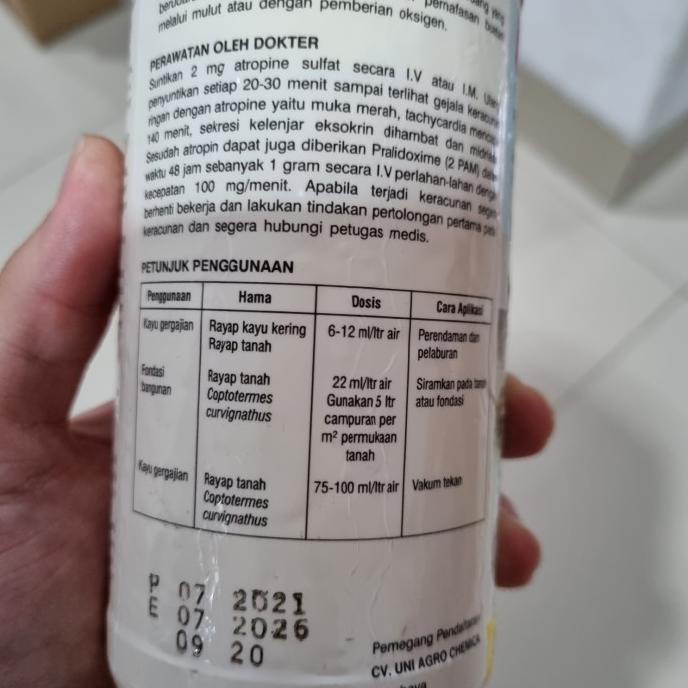 melalui mulut atau dengan pemberian oksigen.
pernafasan
PERAWATAN OLEH DOKTER
Suntikan 2 mg atropine sulfat secara I.V atau I.M.
penyuntikan setiap 20-30 menit sampai terlihat gejala
ringan dengan atropine yaitu muka merah, tachycardia
140 menit, sekresi kelenjar eksokrin dihambat dan
Sesudah atropin dapat juga diberikan Pralidoxime (2 PAM)
waktu 48 jam sebanyak 1 gram secara I.V perlahan-lahan
kecepatan 100 mg/menit. Apabila terjadi keracunan
berhenti bekerja dan lakukan tindakan pertolongan pertama
keracunan dan segera hubungi petugas medis.
PETUNJUK PENGGUNAAN
Penggunaan Hama Dosis Cara Aplikasi
Kayu gergajian Rayap kayu kering 6-12 ml/ltr air Perendaman dan
Rayap tanah pelaburan
Fondasi Rayap tanah 22 ml/ltr air Siramkan pada
bangunan Coptotermes Gunakan 5 ltr atau fondasi
curvignathus campuran per
m² permukaan
tanah
Kayu gergajian Rayap tanah 75-100 ml/ltr air Vakum tekan
Coptotermes
curvignathus
P 07 2021
E 07 2026
09 20
Pemegang
CV. UNI AGRO